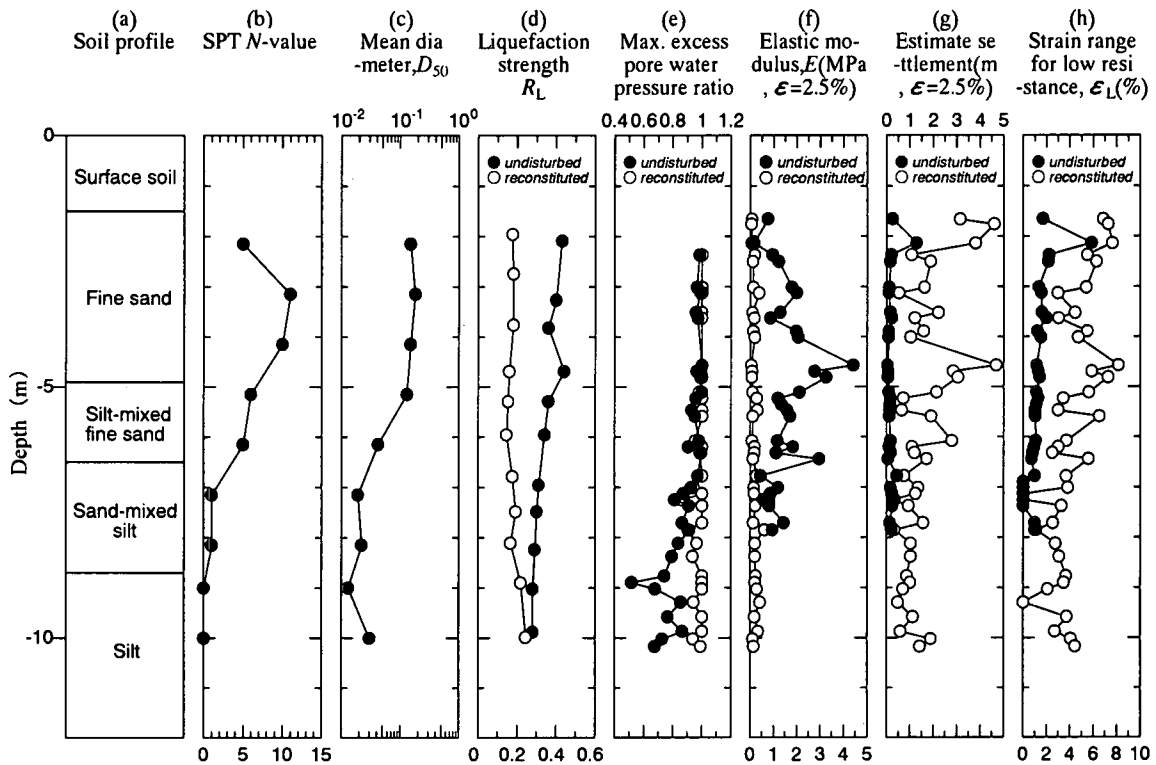 (a)
Soil profile
(b)
SPT N-value
(c)
Mean dia
-meter,D50
(d)
Liquefaction
strength
RL
(e)
Max. excess
pore water
pressure ratio
(f)
Elastic mo-
dulus,E(MPa
, ε=2.5%)
(g)
Estimate se
-ttlement(m
, ε=2.5%)
(h)
Strain range
for low resi
-stance, εL(%)
10-2 10-1 100
0.4 0.6 0.8 1 1.2
0 1 2 3 4 5
0
-5
-10
Depth (m)
Surface soil
Fine sand
Silt-mixed
fine sand
Sand-mixed
silt
Silt
undisturbed
reconstituted
undisturbed
reconstituted
undisturbed
reconstituted
undisturbed
reconstituted
undisturbed
reconstituted
0 5 10 15
0 0.2 0.4 0.6
0 1 2 3 4 5
0 2 4 6 8 10